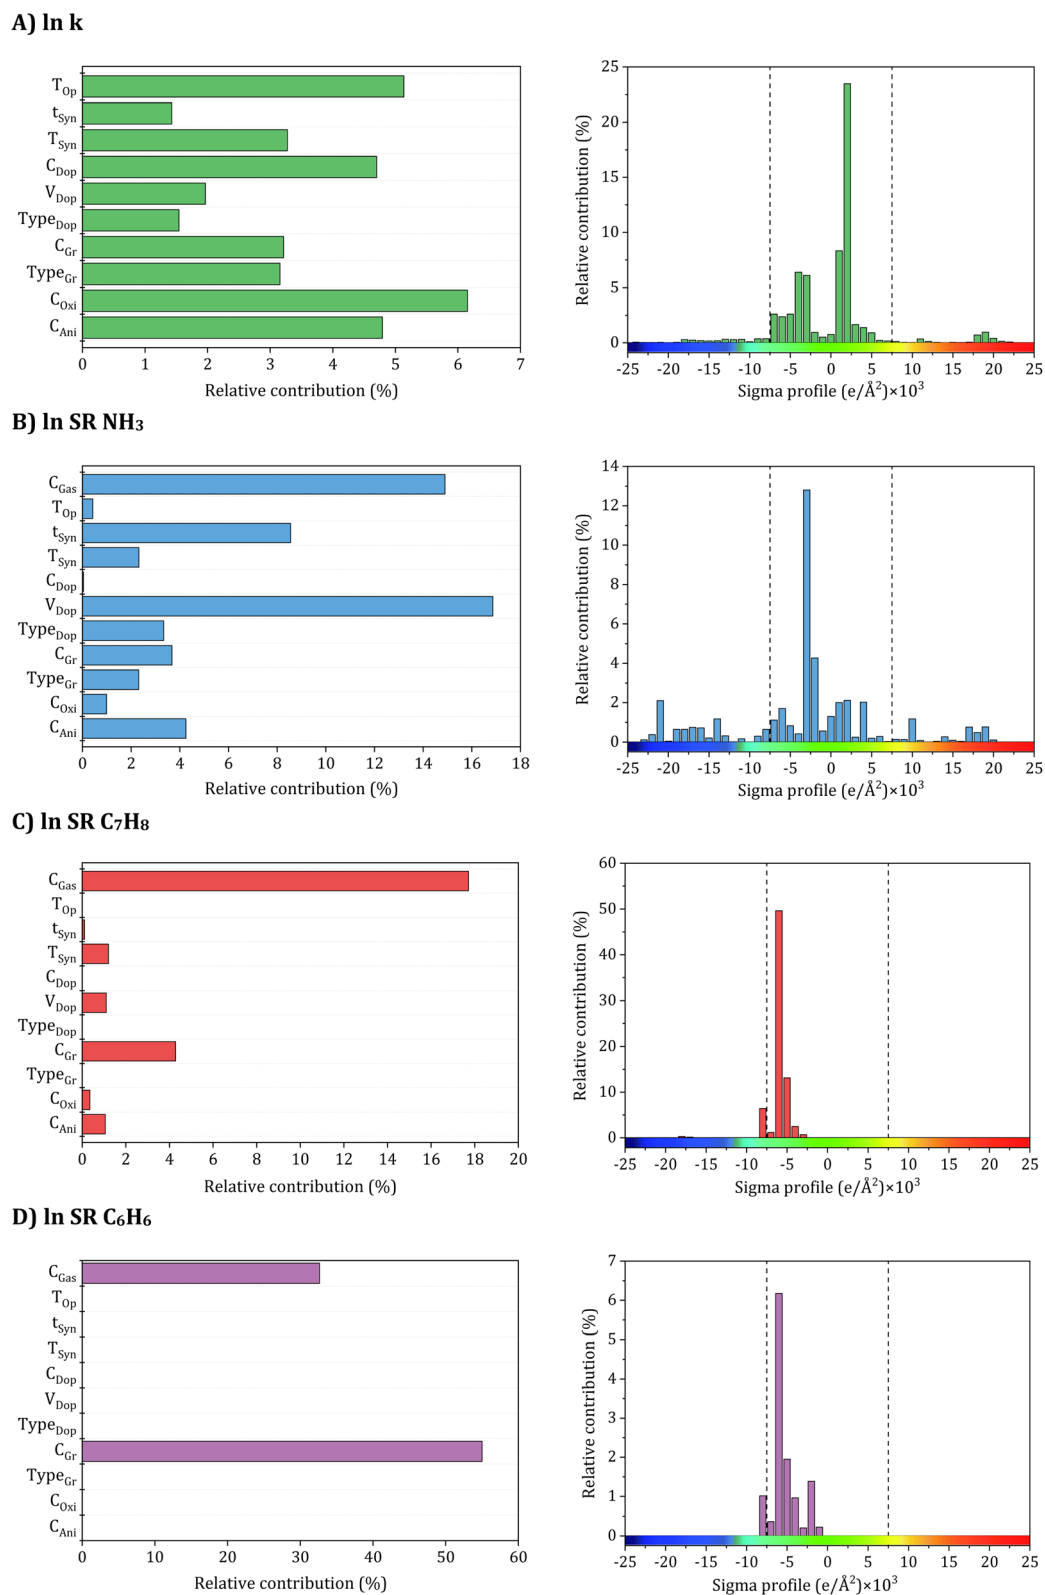 A) ln k
T_Op
t_Syn
T_Syn
C_Dop
V_Dop
Type_Dop
C_Gr
Type_Gr
C_Oxi
C_Ani
0 1 2 3 4 5 6 7
Relative contribution (%)
Relative contribution (%)
25
20
15
10
5
0
-25 -20 -15 -10 -5 0 5 10 15 20 25
Sigma profile (e/Å²)×10³
B) ln SR NH₃
C_Gas
T_Op
t_Syn
T_Syn
C_Dop
V_Dop
Type_Dop
C_Gr
Type_Gr
C_Oxi
C_Ani
0 2 4 6 8 10 12 14 16 18
Relative contribution (%)
Relative contribution (%)
14
12
10
8
6
4
2
0
-25 -20 -15 -10 -5 0 5 10 15 20 25
Sigma profile (e/Å²)×10³
C) ln SR C₇H₈
C_Gas
T_Op
t_Syn
T_Syn
C_Dop
V_Dop
Type_Dop
C_Gr
Type_Gr
C_Oxi
C_Ani
0 2 4 6 8 10 12 14 16 18 20
Relative contribution (%)
Relative contribution (%)
60
50
40
30
20
10
0
-25 -20 -15 -10 -5 0 5 10 15 20 25
Sigma profile (e/Å²)×10³
D) ln SR C₆H₆
C_Gas
T_Op
t_Syn
T_Syn
C_Dop
V_Dop
Type_Dop
C_Gr
Type_Gr
C_Oxi
C_Ani
0 10 20 30 40 50 60
Relative contribution (%)
Relative contribution (%)
7
6
5
4
3
2
1
0
-25 -20 -15 -10 -5 0 5 10 15 20 25
Sigma profile (e/Å²)×10³